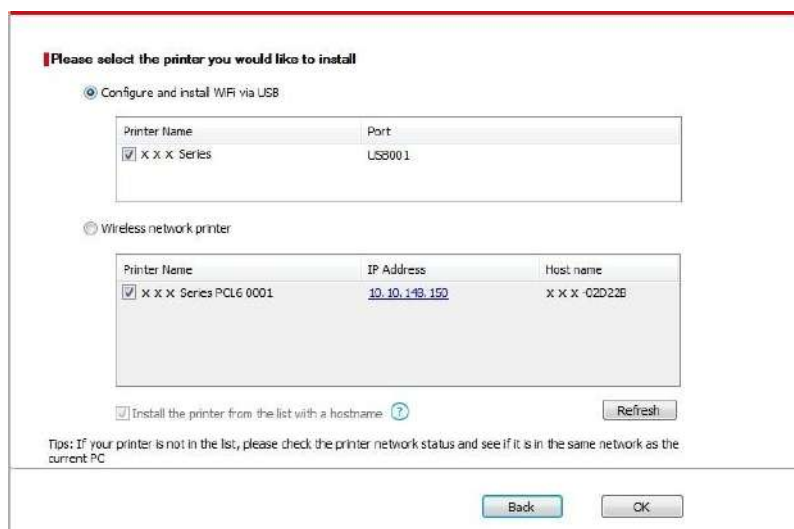 Please select the printer you would like to install
Configure and install WiFi via USB
Printer Name Port
X X X Series USB001
Wireless network printer
Printer Name IP Address Host name
X X X Series PCL6 0001 10.10.148.150 X X X -02D22B
Install the printer from the list with a hostname ?
Refresh
Tips: If your printer is not in the list, please check the printer network status and see if it is in the same network as the
current PC
Back OK